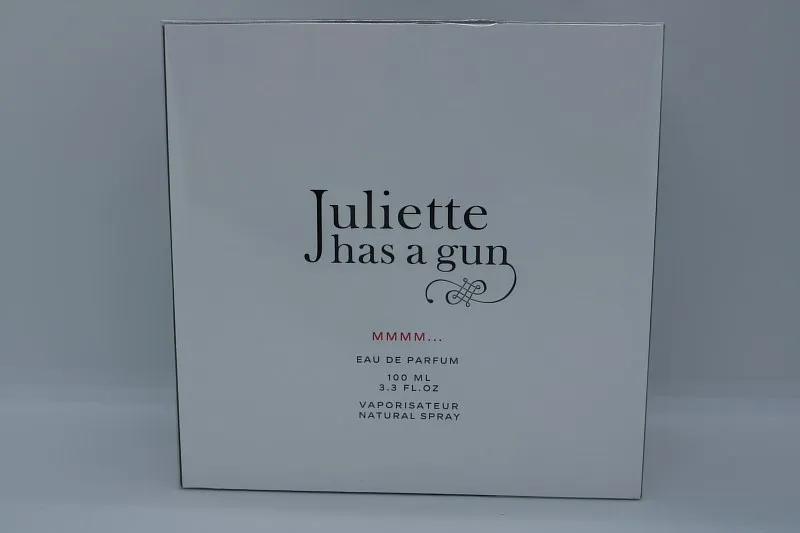 Juliette
has a gun
MMMM...
EAU DE PARFUM
100 ML
3.3 FL.OZ
VAPORISATEUR
NATURAL SPRAY